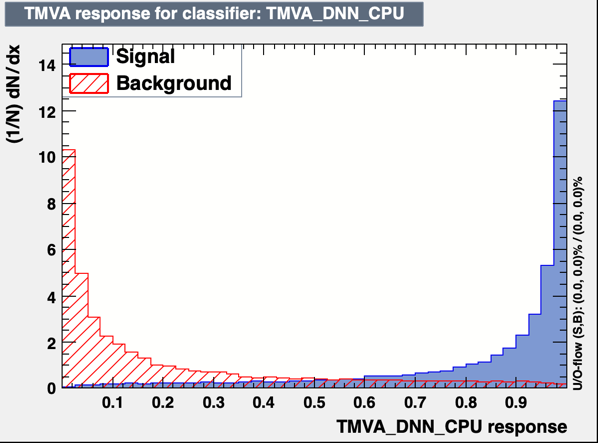 TMVA response for classifier: TMVA_DNN_CPU
(1/N) dN/dx
Signal
Background
14
12
10
8
6
4
2
0
0.1 0.2 0.3 0.4 0.5 0.6 0.7 0.8 0.9
TMVA_DNN_CPU response
U/O-flow (S,B): (0.0, 0.0)% / (0.0, 0.0)%